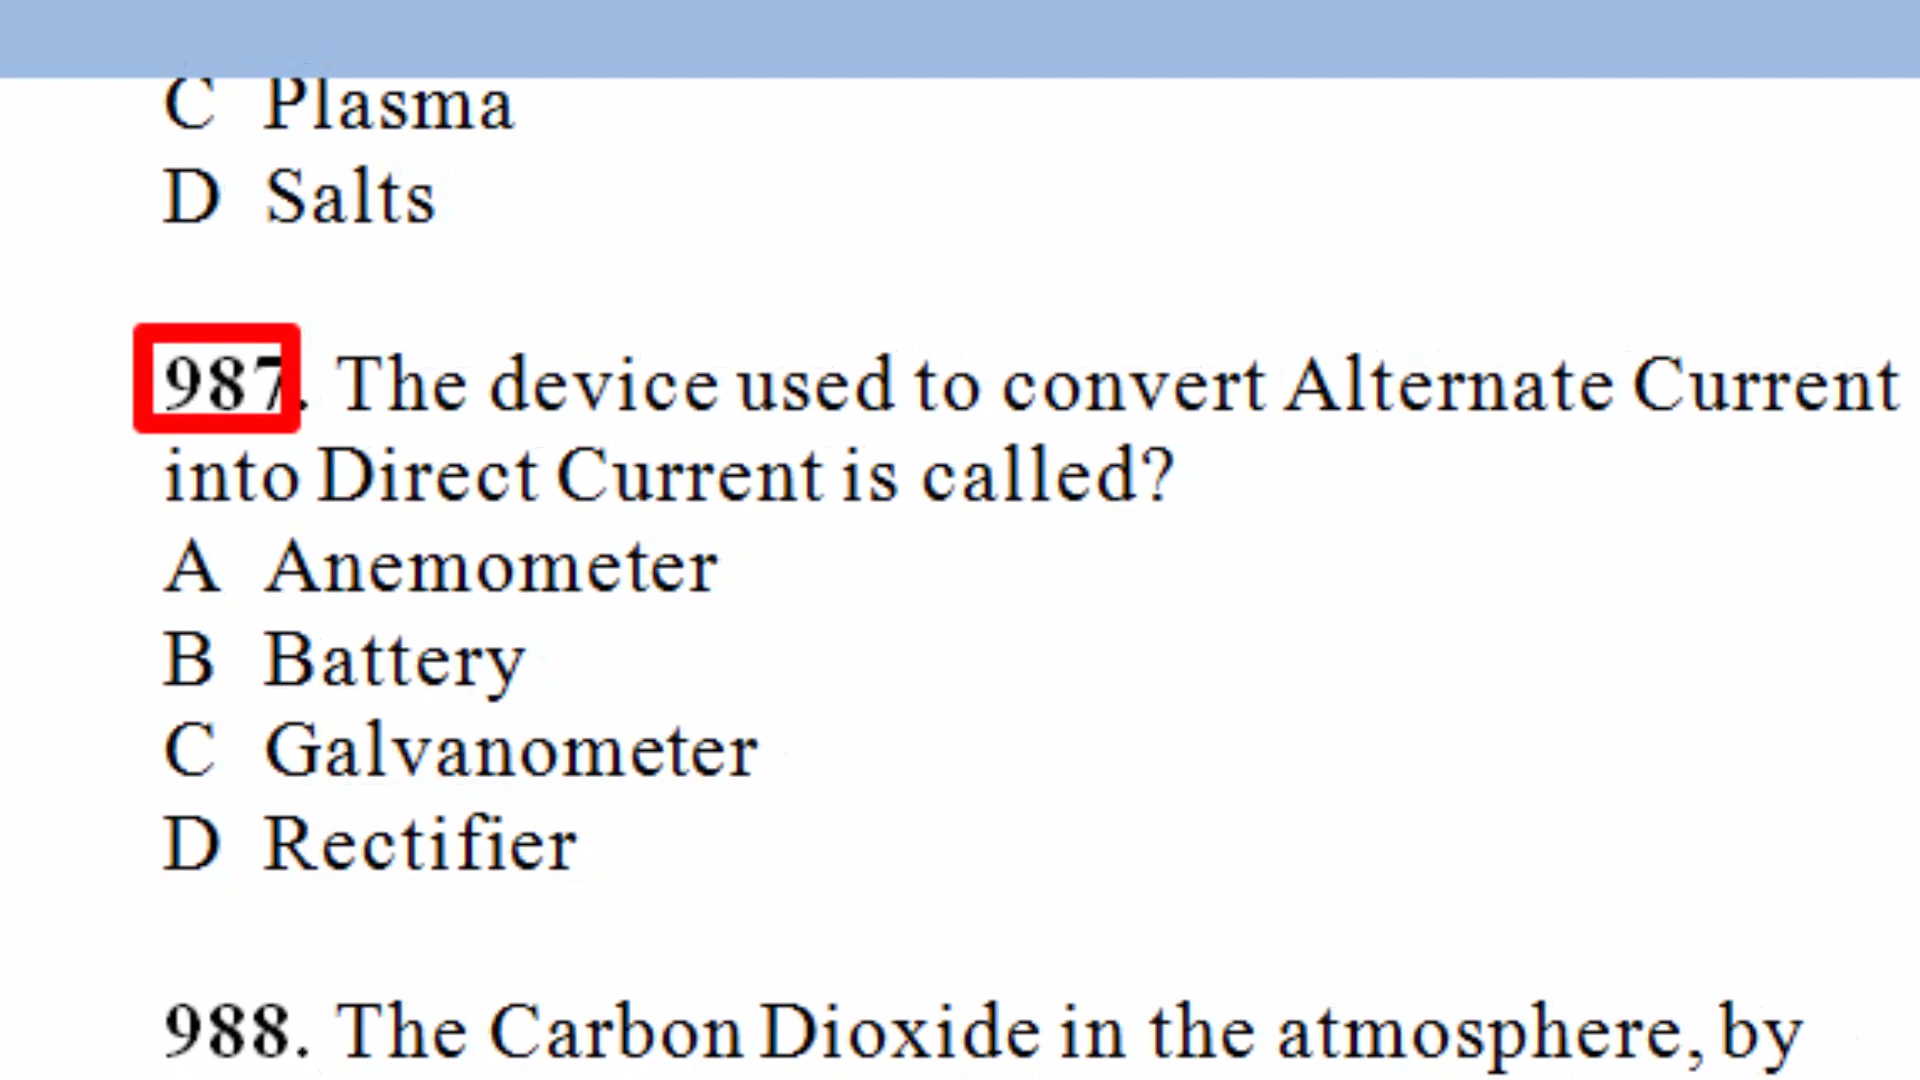 C Plasma
D Salts
987. The device used to convert Alternate Current
into Direct Current is called?
A Anemometer
B Battery
C Galvanometer
D Rectifier
988. The Carbon Dioxide in the atmosphere, by